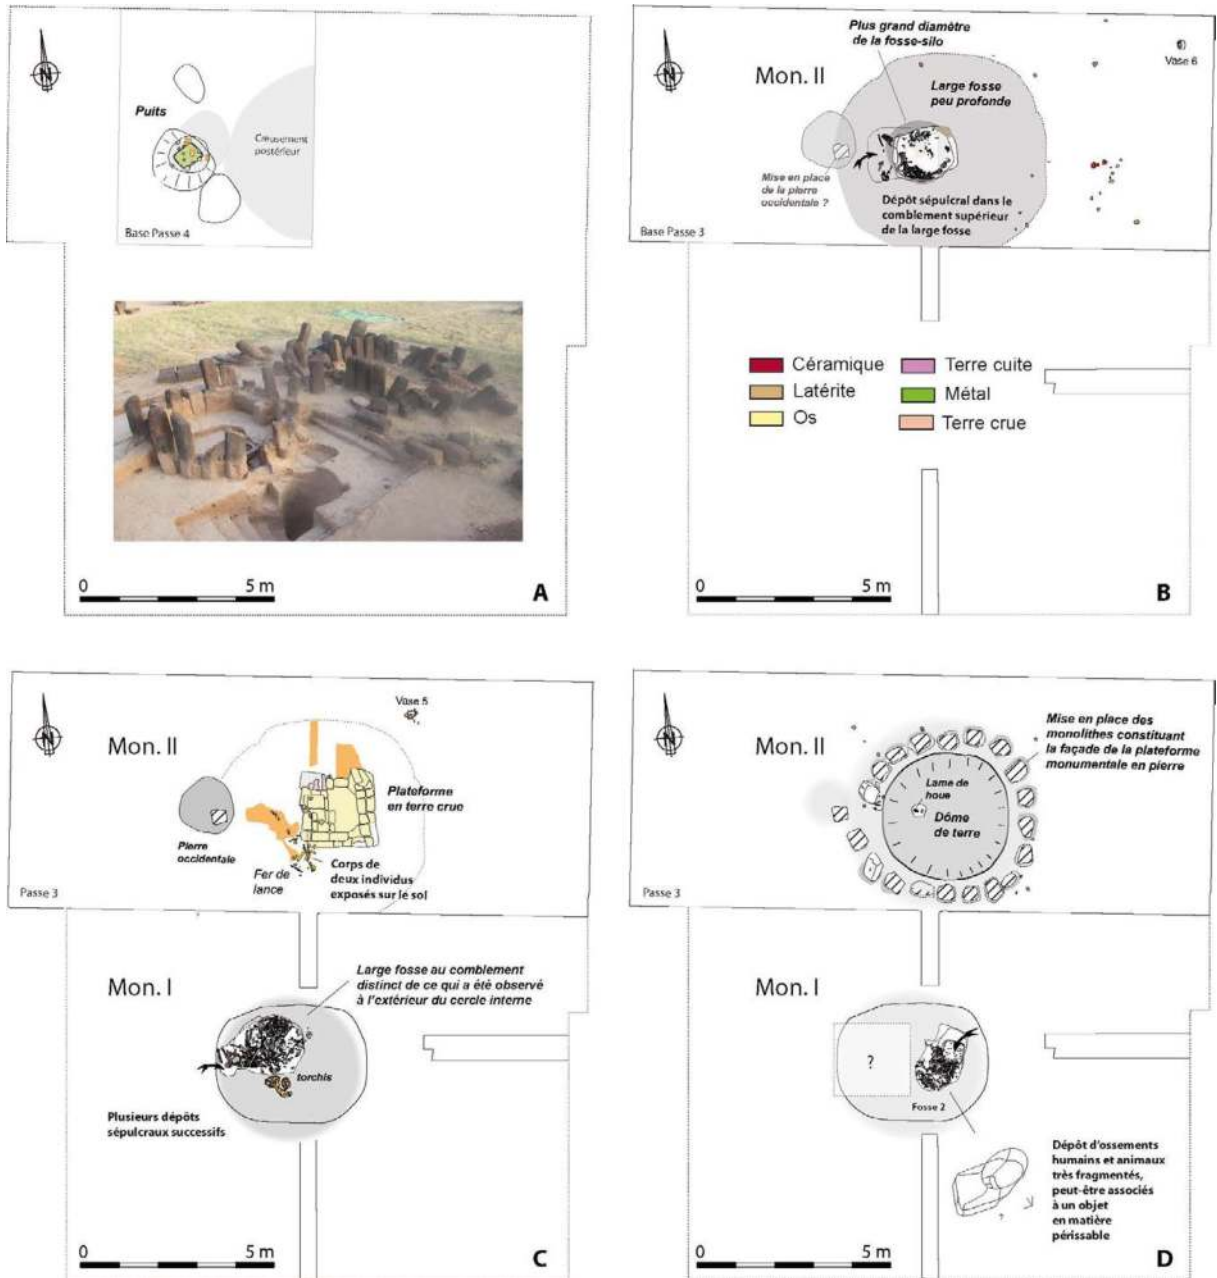 N
Puits
Creusement
postérieur
Base Passe 4
0
5 m
A
N
Mon. II
Plus grand diamètre
de la fosse-silo
Large fosse
peu profonde
Vase 6
Mise en place
de la pierre
occidentale ?
Dépôt sépulcral dans le
comblement supérieur
de la large fosse
Base Passe 3
Céramique
Latérite
Os
Terre cuite
Métal
Terre crue
0
5 m
B
N
Mon. II
Vase 5
Plateforme
en terre crue
Pierre
occidentale
Fer de
lance
Corps de
deux individus
exposés sur le sol
Passe 3
Mon. I
Large fosse au comblement
distinct de ce qui a été observé
à l'extérieur du cercle interne
torchis
Plusieurs dépôts
sépulcraux successifs
0
5 m
C
N
Mon. II
Mise en place des
monolithes constituant
la façade de la plateforme
monumentale en pierre
Lame de
houe
Dôme
de terre
Passe 3
Mon. I
?
Fosse 2
Dépôt d'ossements
humains et animaux
très fragmentés,
peut-être associés
à un objet
en matière
périssable
?
0
5 m
D